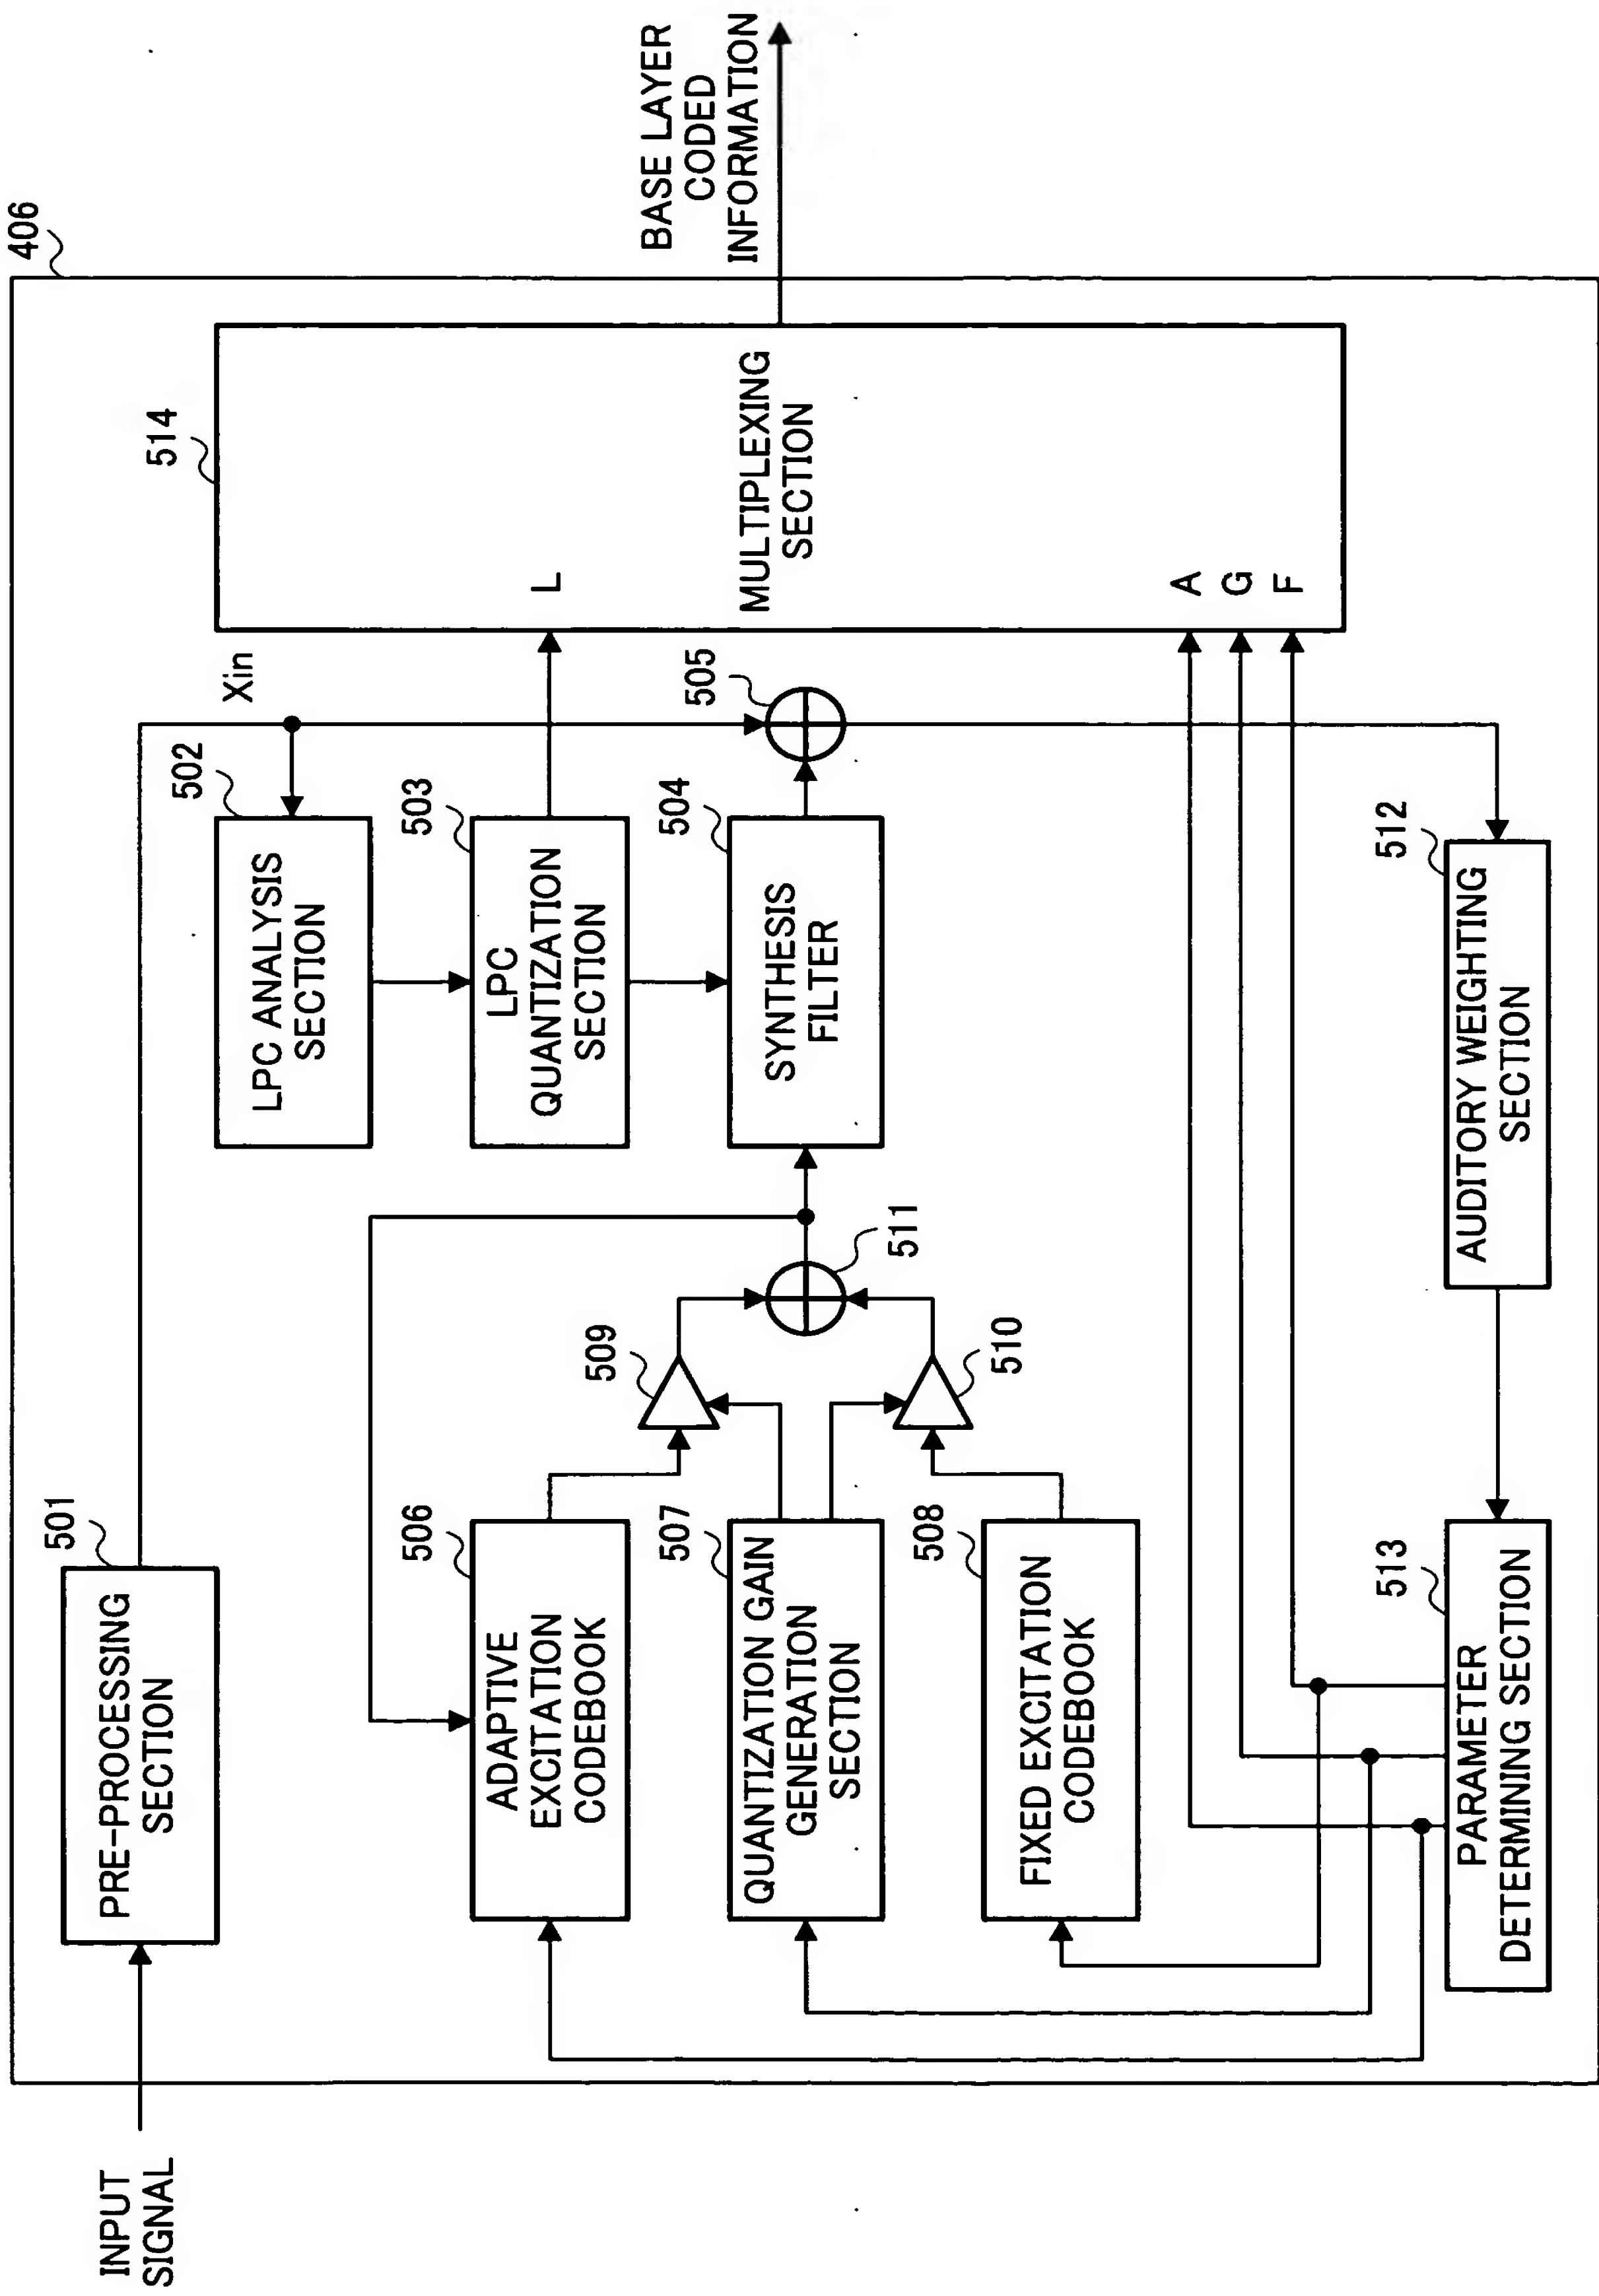 406
INPUT
SIGNAL
501
PRE-PROCESSING
SECTION
Xin
502
LPC ANALYSIS
SECTION
514
MULTIPLEXING
SECTION
L
A
G
F
BASE LAYER
CODED
INFORMATION
503
LPC
QUANTIZATION
SECTION
506
ADAPTIVE
EXCITATION
CODEBOOK
509
504
SYNTHESIS
FILTER
505
507
QUANTIZATION GAIN
GENERATION
SECTION
511
508
FIXED EXCITATION
CODEBOOK
510
513
PARAMETER
DETERMINING SECTION
512
AUDITORY WEIGHTING
SECTION